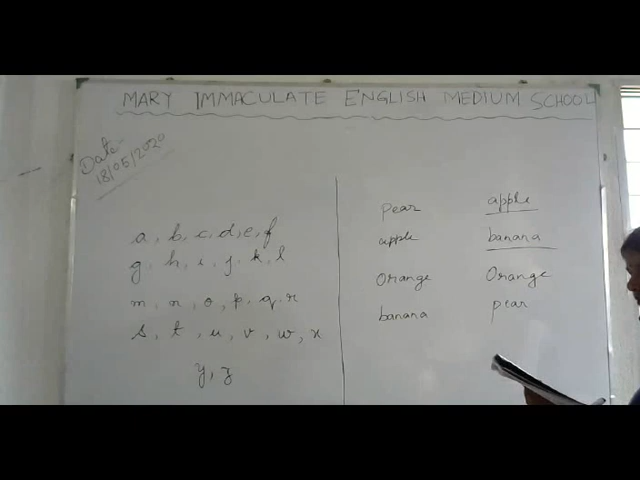 MARY IMMACULATE ENGLISH MEDIUM SCHOOL
Date-
18/05/2020
a, b, c, d, e, f
g, h, i, j, k, l
m, n, o, p, q, r
s, t, u, v, w, x
y, z
pear apple
apple banana
Orange Orange
banana pear